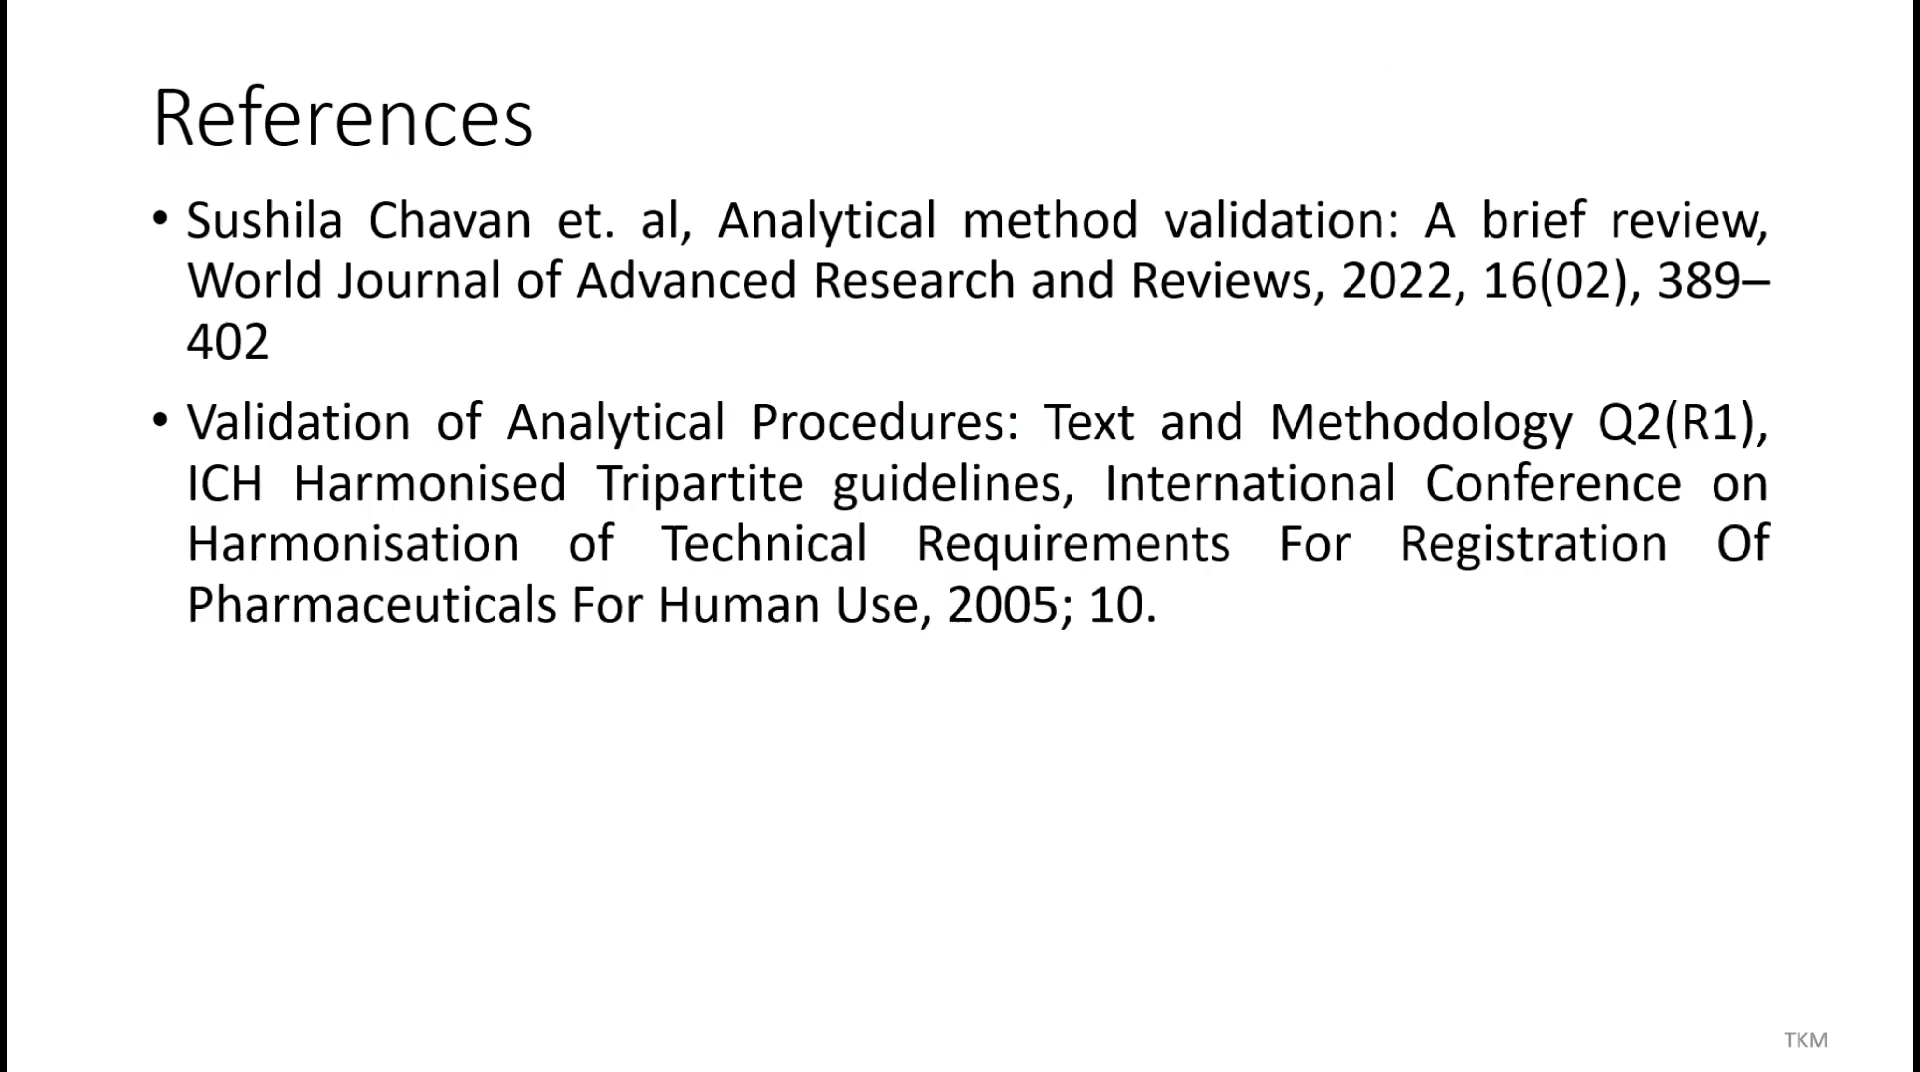 References
• Sushila Chavan et. al, Analytical method validation: A brief review,
World Journal of Advanced Research and Reviews, 2022, 16(02), 389–
402
• Validation of Analytical Procedures: Text and Methodology Q2(R1),
ICH Harmonised Tripartite guidelines, International Conference on
Harmonisation of Technical Requirements For Registration Of
Pharmaceuticals For Human Use, 2005; 10.
TKM